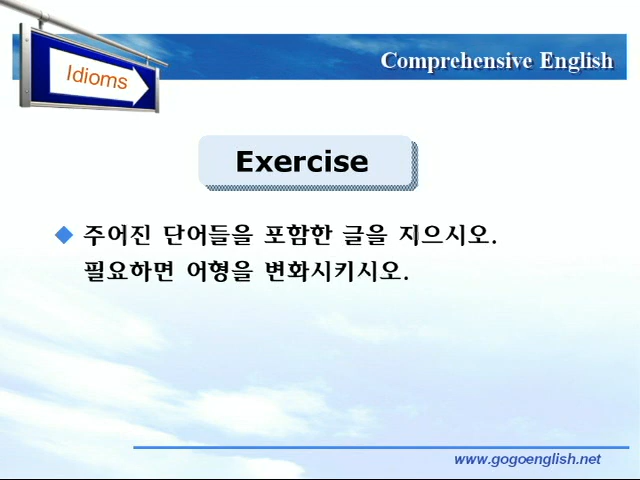 Idioms
Comprehensive English
Exercise
주어진 단어들을 포함한 글을 지으시오.
필요하면 어형을 변화시키시오.
www.gogoenglish.net